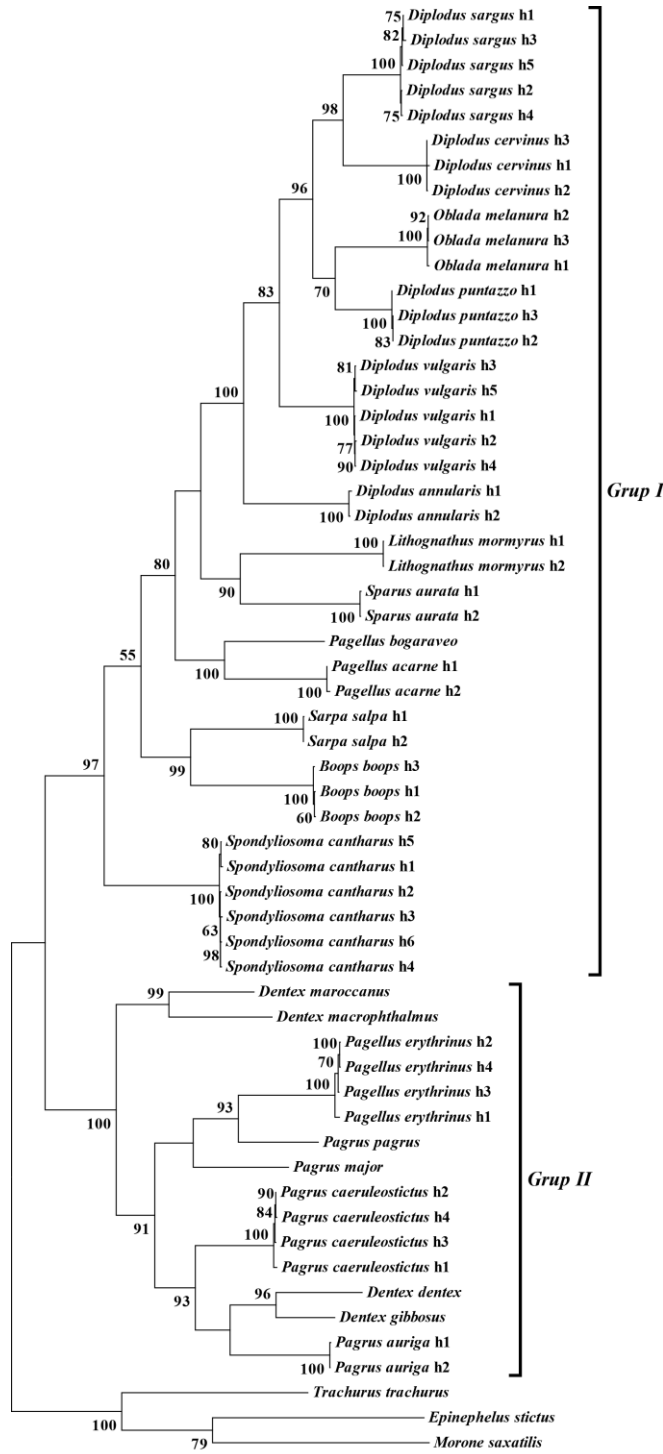 75
Diplodus sargus h1
82
Diplodus sargus h3
100
Diplodus sargus h5
Diplodus sargus h2
75
Diplodus sargus h4
98
Diplodus cervinus h3
Diplodus cervinus h1
100
Diplodus cervinus h2
96
92
Oblada melanura h2
100
Oblada melanura h3
Oblada melanura h1
70
Diplodus puntazzo h1
100
Diplodus puntazzo h3
83
Diplodus puntazzo h2
83
81
Diplodus vulgaris h3
Diplodus vulgaris h5
100
Diplodus vulgaris h1
77
Diplodus vulgaris h2
90
Diplodus vulgaris h4
100
Diplodus annularis h1
100
Diplodus annularis h2
Grup I
100
Lithognathus mormyrus h1
Lithognathus mormyrus h2
90
Sparus aurata h1
100
Sparus aurata h2
80
Pagellus bogaraveo
100
Pagellus acarne h1
100
Pagellus acarne h2
55
100
Sarpa salpa h1
Sarpa salpa h2
99
Boops boops h3
100
Boops boops h1
60
Boops boops h2
97
80
Spondyliosoma cantharus h5
Spondyliosoma cantharus h1
100
Spondyliosoma cantharus h2
Spondyliosoma cantharus h3
63
Spondyliosoma cantharus h6
98
Spondyliosoma cantharus h4
99
Dentex maroccanus
Dentex macrophthalmus
100
100
Pagellus erythrinus h2
70
Pagellus erythrinus h4
100
Pagellus erythrinus h3
Pagellus erythrinus h1
93
Pagrus pagrus
Pagrus major
Grup II
91
90
Pagrus caeruleostictus h2
84
Pagrus caeruleostictus h4
100
Pagrus caeruleostictus h3
Pagrus caeruleostictus h1
93
96
Dentex dentex
Dentex gibbosus
Pagrus auriga h1
100
Pagrus auriga h2
Trachurus trachurus
100
Epinephelus stictus
79
Morone saxatilis